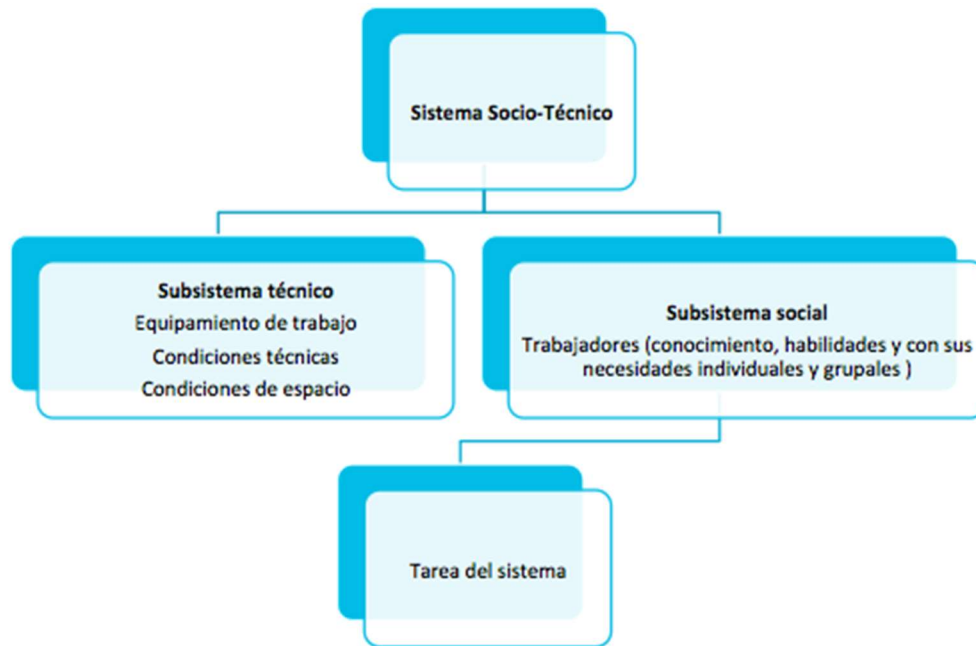 Sistema Socio-Técnico
Subsistema técnico
Equipamiento de trabajo
Condiciones técnicas
Condiciones de espacio
Subsistema social
Trabajadores (conocimiento, habilidades y con sus
necesidades individuales y grupales )
Tarea del sistema